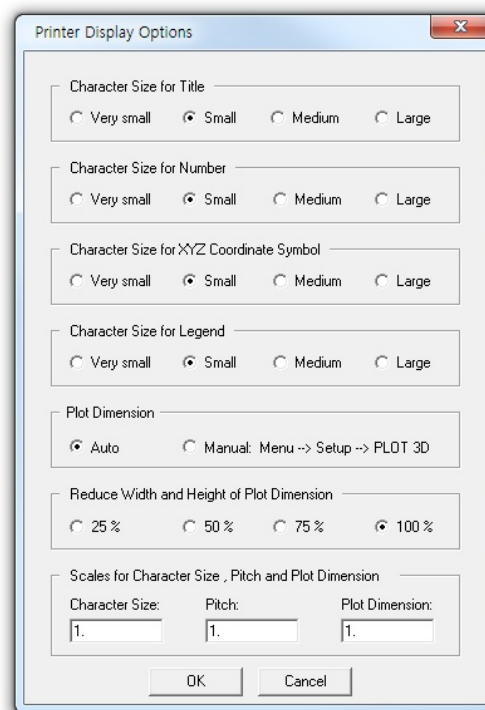 Printer Display Options
Character Size for Title
Very small Small Medium Large
Character Size for Number
Very small Small Medium Large
Character Size for XYZ Coordinate Symbol
Very small Small Medium Large
Character Size for Legend
Very small Small Medium Large
Plot Dimension
Auto Manual: Menu --> Setup --> PLOT 3D
Reduce Width and Height of Plot Dimension
25 % 50 % 75 % 100 %
Scales for Character Size , Pitch and Plot Dimension
Character Size: Pitch: Plot Dimension:
1. 1. 1.
OK Cancel